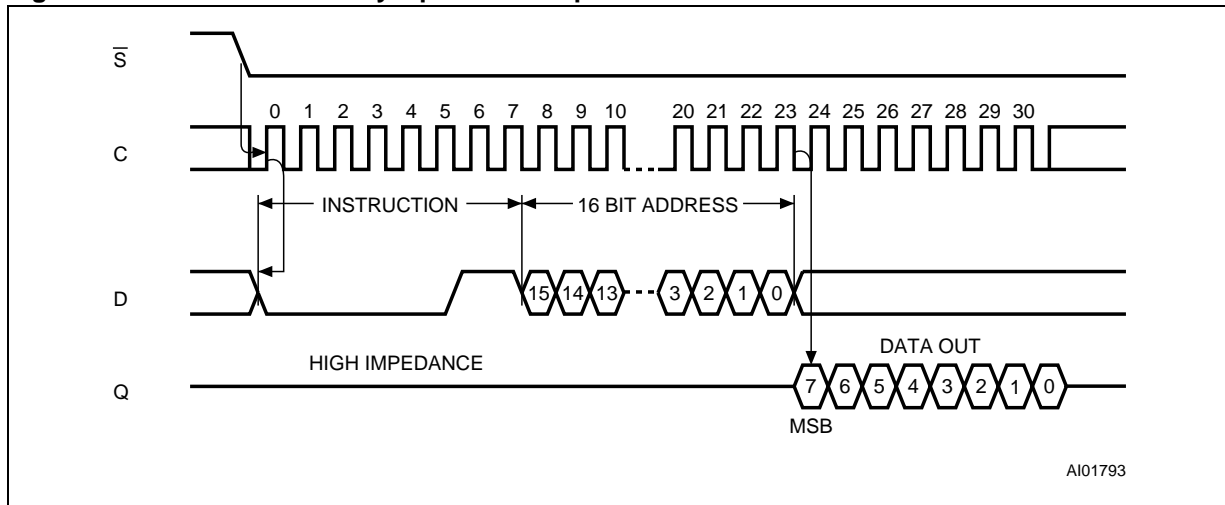 S
0 1 2 3 4 5 6 7 8 9 10 20 21 22 23 24 25 26 27 28 29 30
C
INSTRUCTION 16 BIT ADDRESS
D 15 14 13 3 2 1 0
HIGH IMPEDANCE DATA OUT
Q 7 6 5 4 3 2 1 0
MSB
AI01793